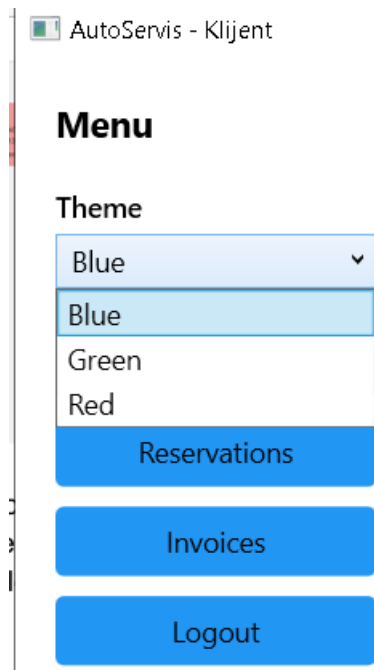 AutoServis - Klijent
Menu
Theme
Blue
Blue
Green
Red
Reservations
Invoices
Logout